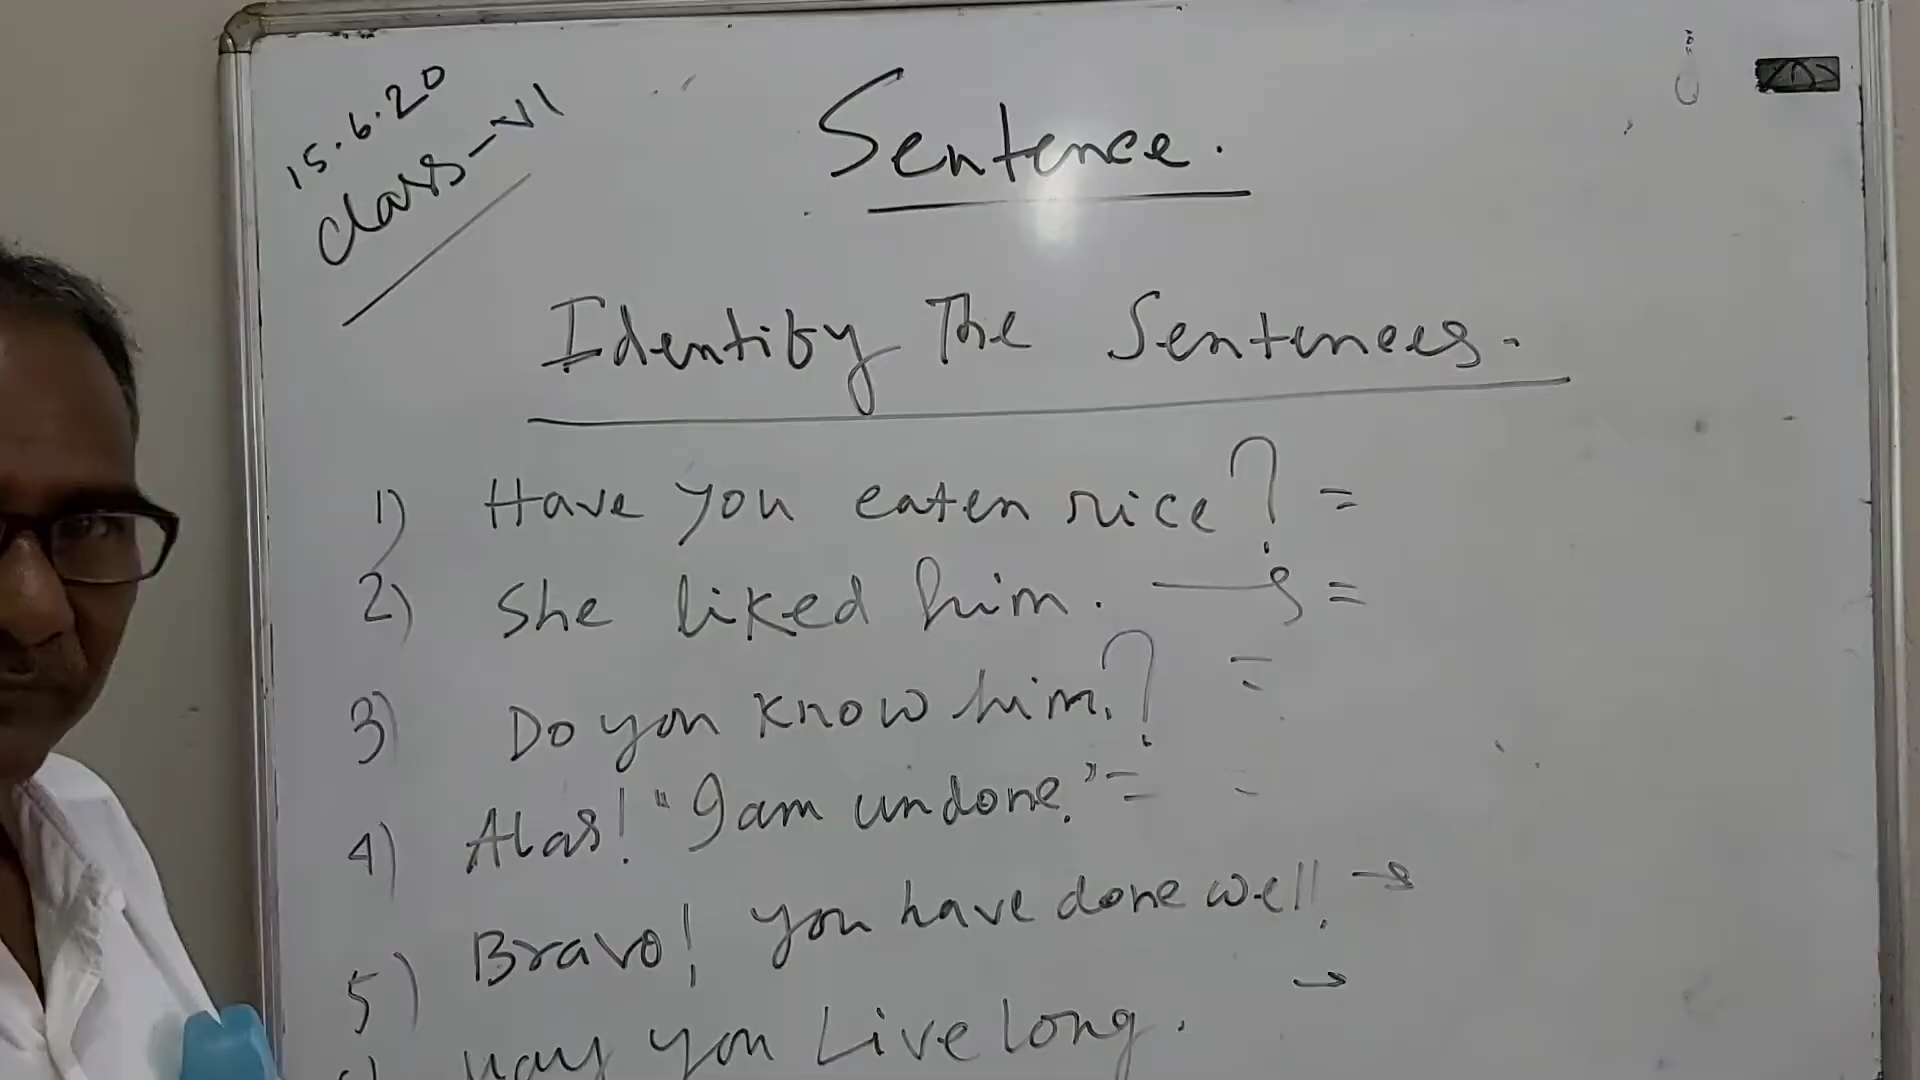 15.6.20
Class-VI
Sentence.
Identify The Sentences.
1) Have you eaten rice? =
2) She liked him. =
3) Do you know him.? =
4) Alas! "I am undone." =
5) Bravo! you have done well. →
6) May you Live long. →